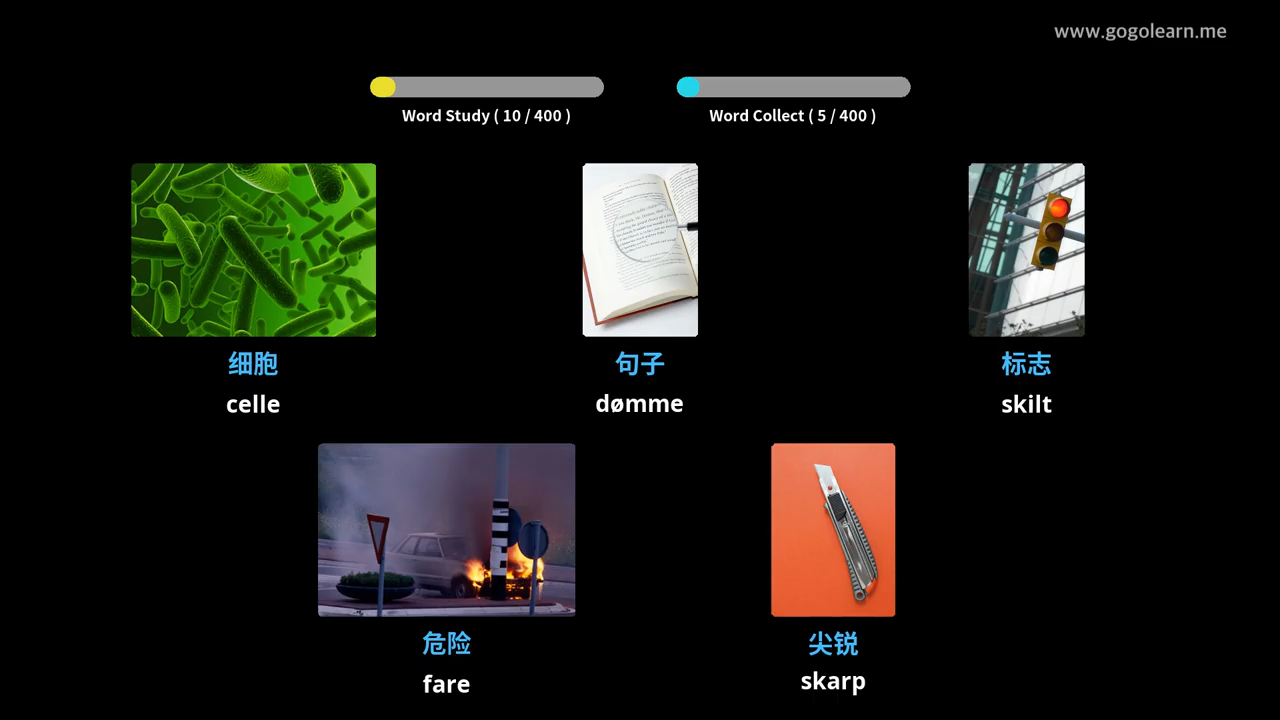 www.gogolearn.me
Word Study ( 10 / 400 )
Word Collect ( 5 / 400 )
细胞
celle
句子
dømme
标志
skilt
危险
fare
尖锐
skarp